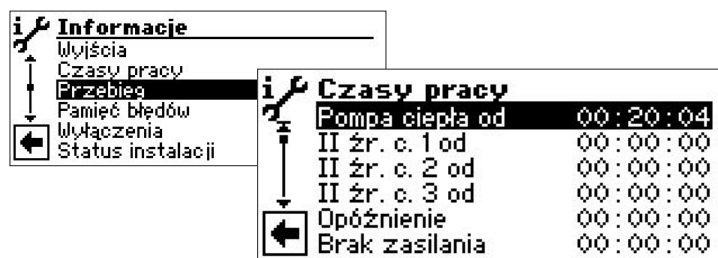 i Informacje
Wyjścia
Czasy pracy
Przebieg
Pamięć błędów
Wyłączenia
Status instalacji
i Czasy pracy
Pompa ciepła od 00:20:04
II źr. c. 1 od 00:00:00
II źr. c. 2 od 00:00:00
II źr. c. 3 od 00:00:00
Opóźnienie 00:00:00
Brak zasilania 00:00:00